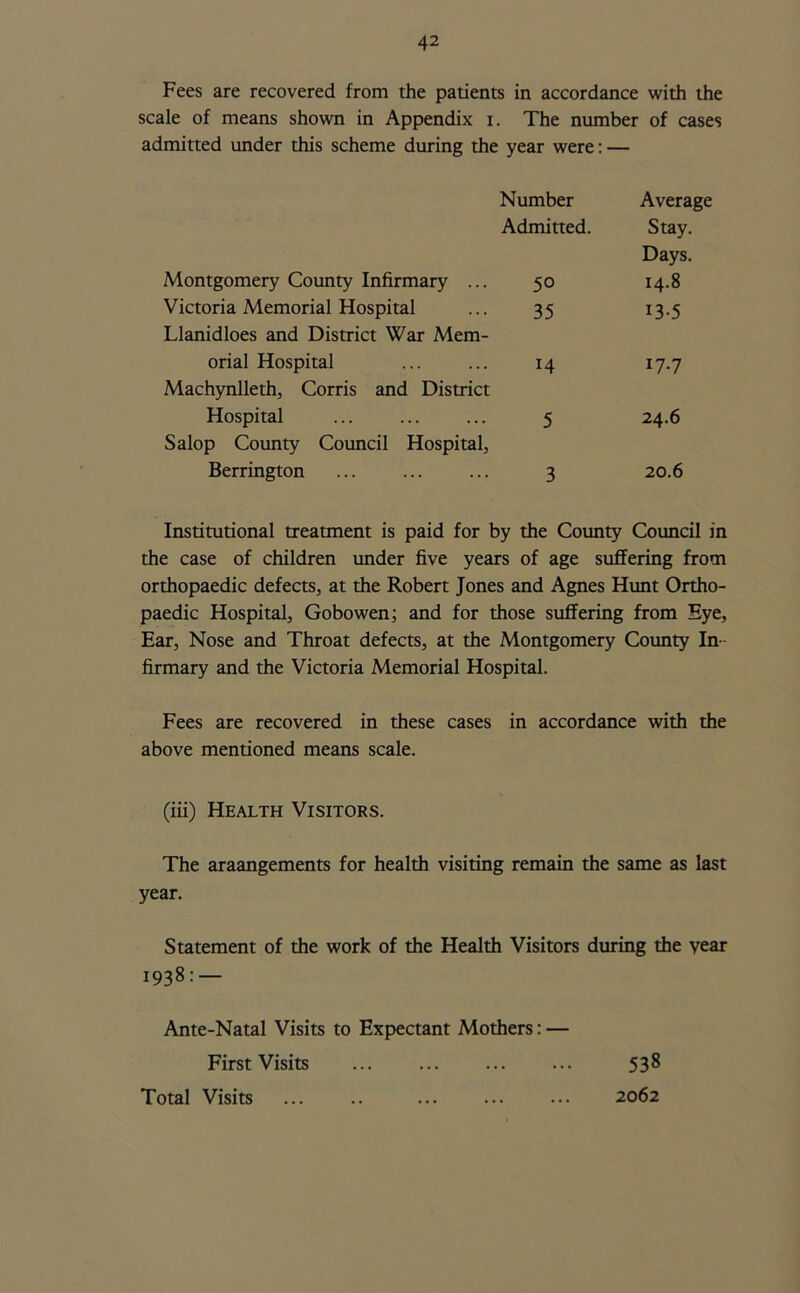 42
Fees are recovered from the patients in accordance with the
scale of means shown in Appendix 1. The number of cases
admitted under this scheme during the year were: —
Number Average
Admitted. Stay.
Days.
Montgomery County Infirmary ... 50 14.8
Victoria Memorial Hospital ... 35 13.5
Llanidloes and District War Mem-
orial Hospital ... ... 14 17.7
Machynlleth, Corris and District
Hospital ... ... ... 5 24.6
Salop County Council Hospital,
Berrington ... ... ... 3 20.6
Institutional treatment is paid for by the County Council in
the case of children under five years of age suffering from
orthopaedic defects, at the Robert Jones and Agnes Hunt Ortho-
paedic Hospital, Gobowen; and for those suffering from Eye,
Ear, Nose and Throat defects, at the Montgomery County In-
firmary and the Victoria Memorial Hospital.
Fees are recovered in these cases in accordance with the
above mentioned means scale.
(iii) HEALTH VISITORS.
The araangements for health visiting remain the same as last
year.
Statement of the work of the Health Visitors during the year
1938: —
Ante-Natal Visits to Expectant Mothers: —
First Visits ... ... ... ... 538
Total Visits ... .. ... ... ... 2062